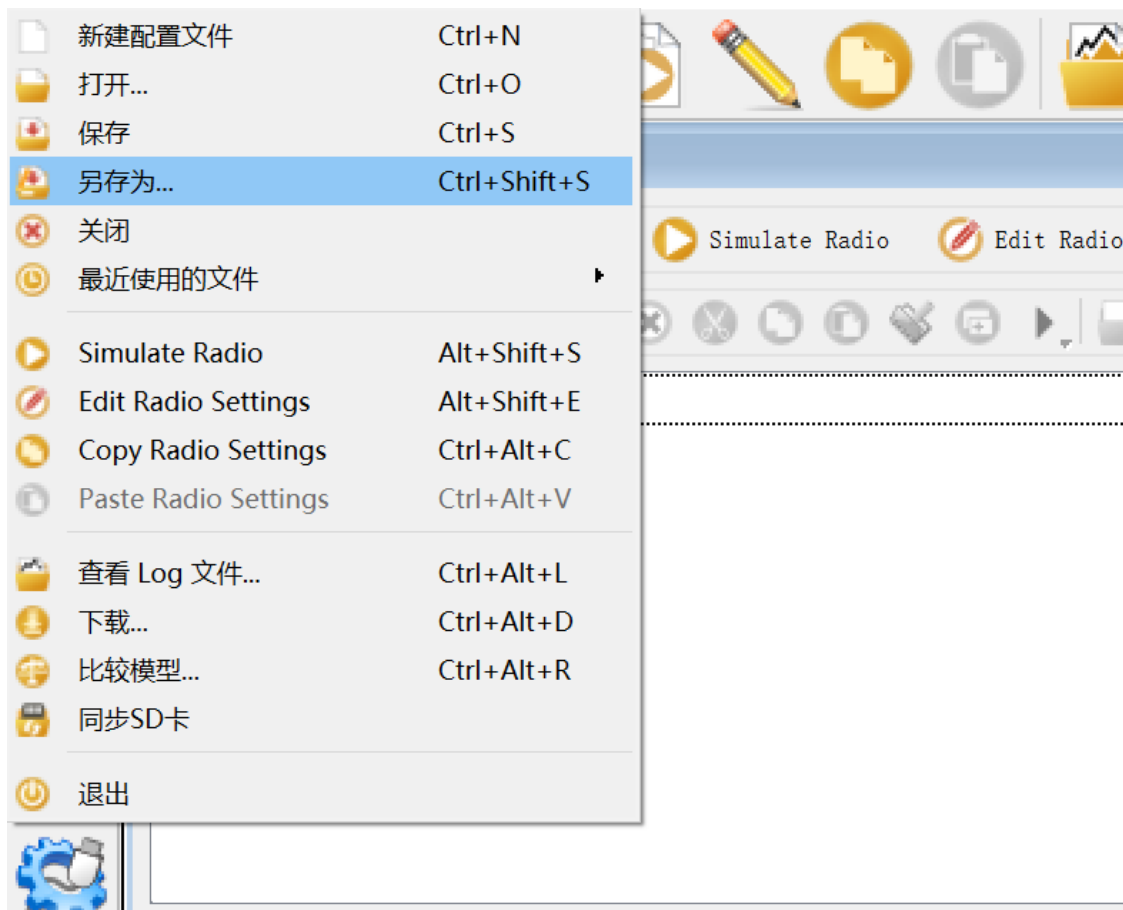 新建配置文件 Ctrl+N
打开... Ctrl+O
保存 Ctrl+S
另存为... Ctrl+Shift+S
关闭
最近使用的文件
Simulate Radio Alt+Shift+S
Edit Radio Settings Alt+Shift+E
Copy Radio Settings Ctrl+Alt+C
Paste Radio Settings Ctrl+Alt+V
查看 Log 文件... Ctrl+Alt+L
下载... Ctrl+Alt+D
比较模型... Ctrl+Alt+R
同步SD卡
退出
Simulate Radio Edit Radio